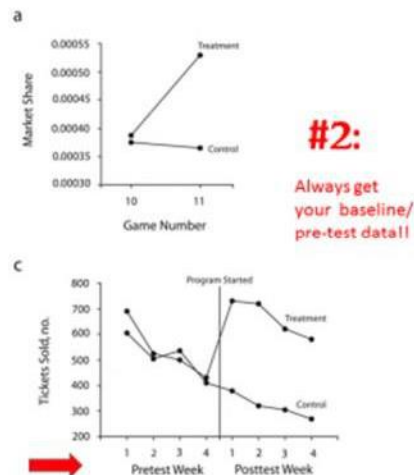 a
0.00055
0.00050
0.00045
0.00040
0.00035
0.00030
Market Share
Treatment
Control
10 11
Game Number
#2:
Always get
your baseline/
pre-test data!!
c
Program Started
800
700
600
500
400
300
200
Tickets Sold, no.
Treatment
Control
1 2 3 4 1 2 3 4
Pretest Week Posttest Week